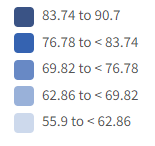 83.74 to 90.7
76.78 to < 83.74
69.82 to < 76.78
62.86 to < 69.82
55.9 to < 62.86